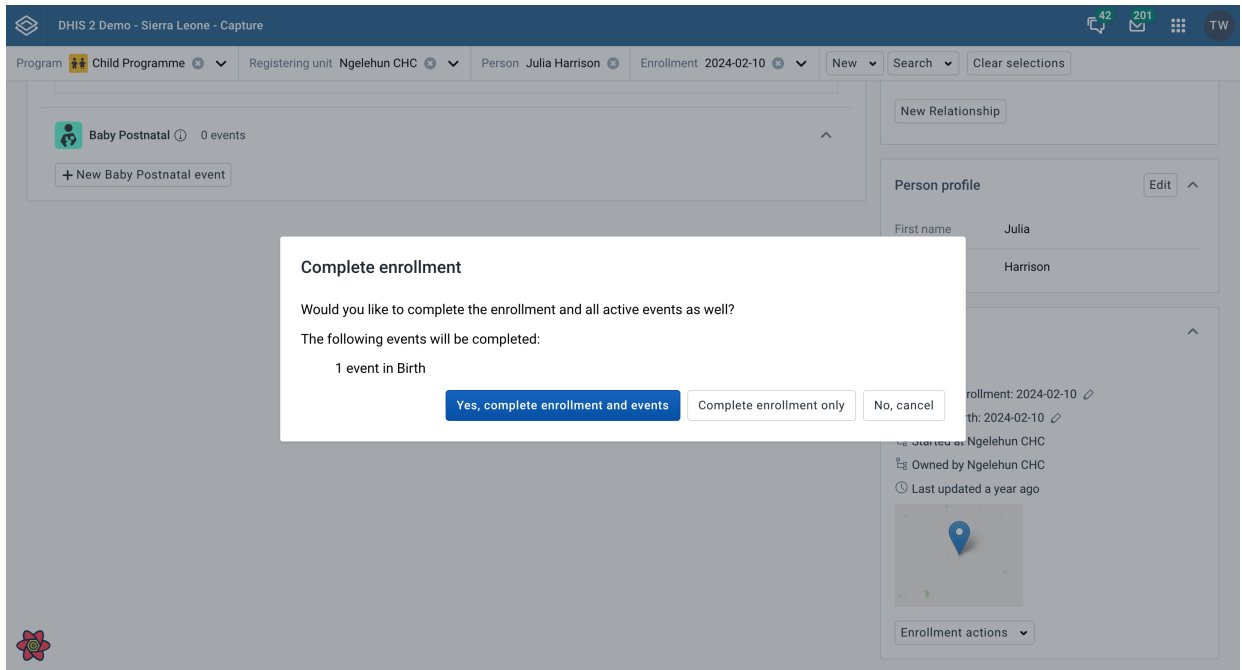 DHIS 2 Demo - Sierra Leone - Capture
42
201
TW
Program Child Programme
Registering unit Ngelehun CHC
Person Julia Harrison
Enrollment 2024-02-10
New
Search
Clear selections
New Relationship
Baby Postnatal 0 events
New Baby Postnatal event
Person profile
Edit
First name Julia
Harrison
Complete enrollment
Would you like to complete the enrollment and all active events as well?
The following events will be completed:
1 event in Birth
Yes, complete enrollment and events
Complete enrollment only
No, cancel
rollment: 2024-02-10
th: 2024-02-10
Started at Ngelehun CHC
Owned by Ngelehun CHC
Last updated a year ago
Enrollment actions